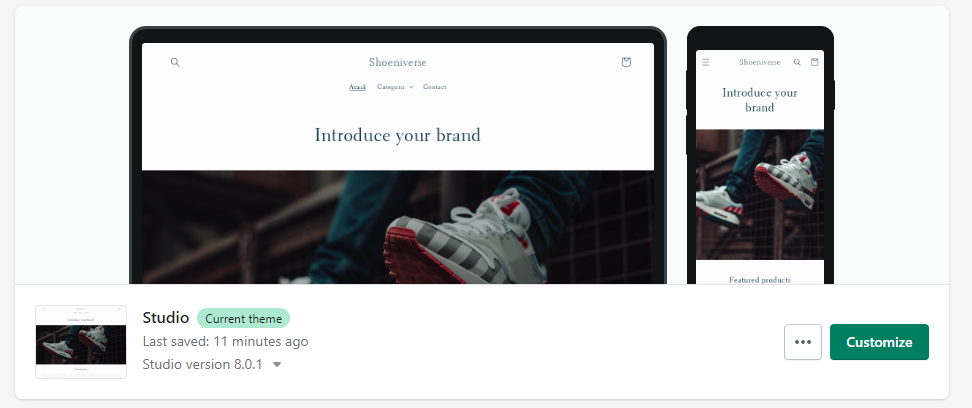 Shoeniverse
Acasă Categorii Contact
Introduce your brand
Shoeniverse
Introduce your
brand
Featured products
Studio Current theme
Last saved: 11 minutes ago
Studio version 8.0.1
Customize